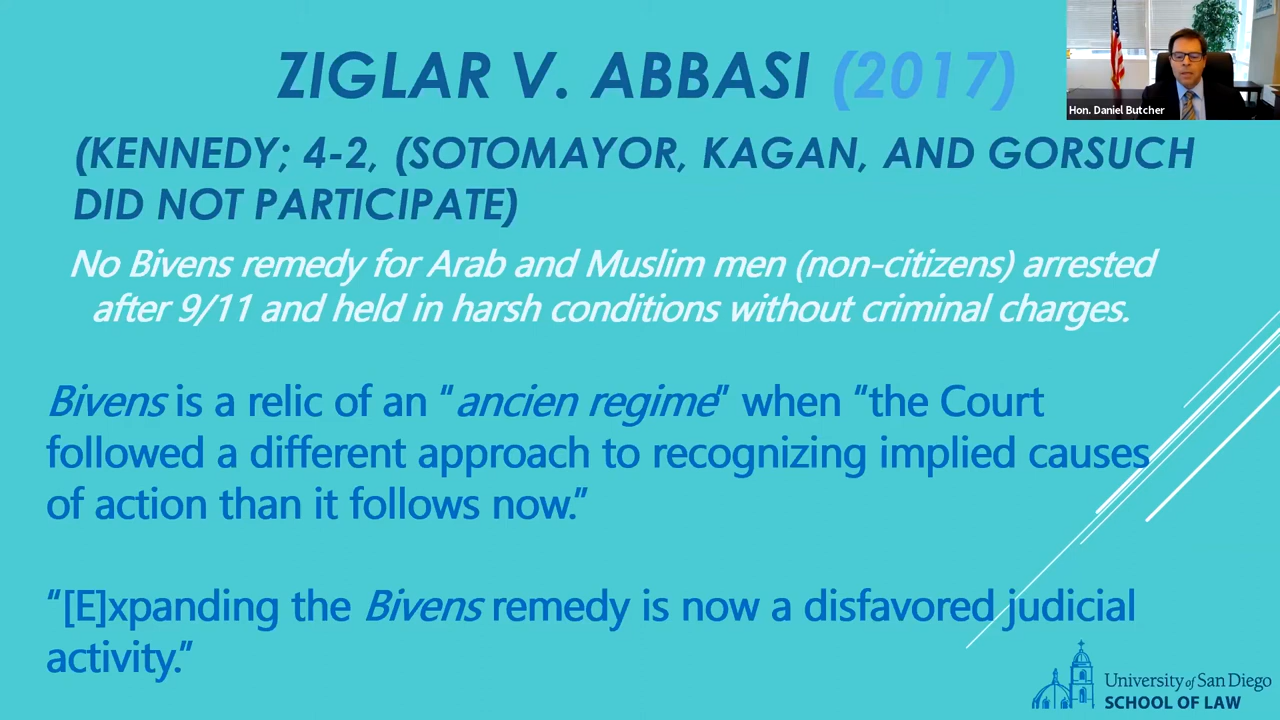 ZIGLAR V. ABBASI (2017)
Hon. Daniel Butcher
(KENNEDY; 4-2, (SOTOMAYOR, KAGAN, AND GORSUCH
DID NOT PARTICIPATE)
No Bivens remedy for Arab and Muslim men (non-citizens) arrested
after 9/11 and held in harsh conditions without criminal charges.
Bivens is a relic of an “ancien regime” when “the Court
followed a different approach to recognizing implied causes
of action than it follows now.”
“[E]xpanding the Bivens remedy is now a disfavored judicial
activity.”
University of San Diego
SCHOOL OF LAW